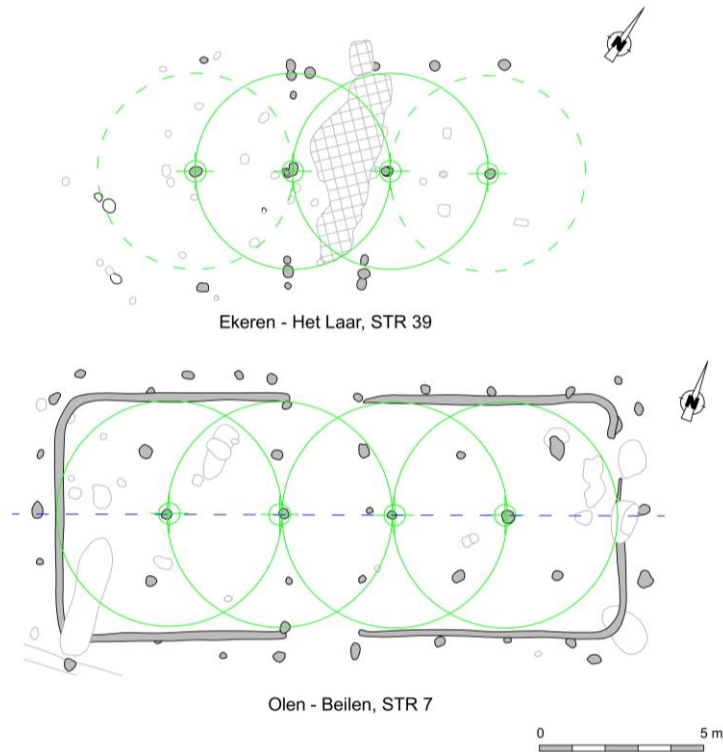 N
Ekeren - Het Laar, STR 39
N
Olen - Beilen, STR 7
0 5 m